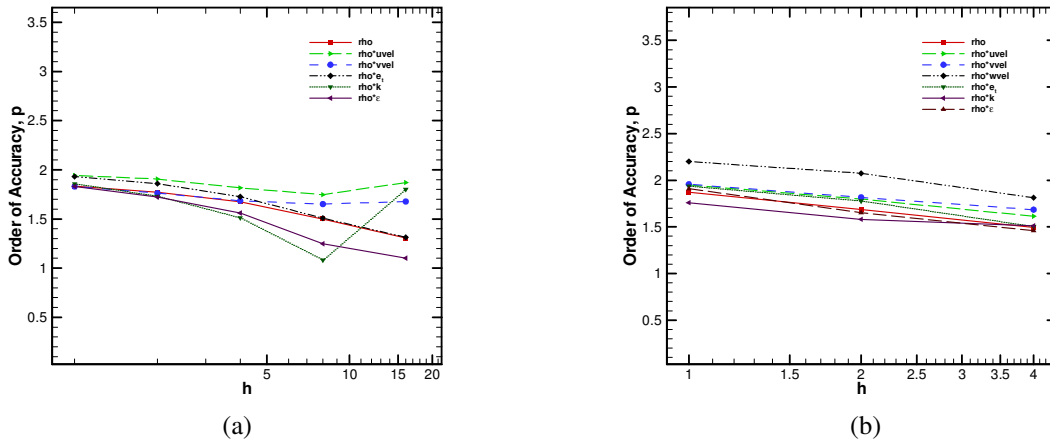 3.5
3
2.5
2
1.5
1
0.5
Order of Accuracy, p
rho
rho*uvel
rho*vvel
rho*e_t
rho*k
rho*ε
5
10
15
20
h
(a)
3.5
3
2.5
2
1.5
1
0.5
Order of Accuracy, p
rho
rho*uvel
rho*vvel
rho*wvel
rho*e_t
rho*k
rho*ε
1
1.5
2
2.5
3
3.5
4
h
(b)